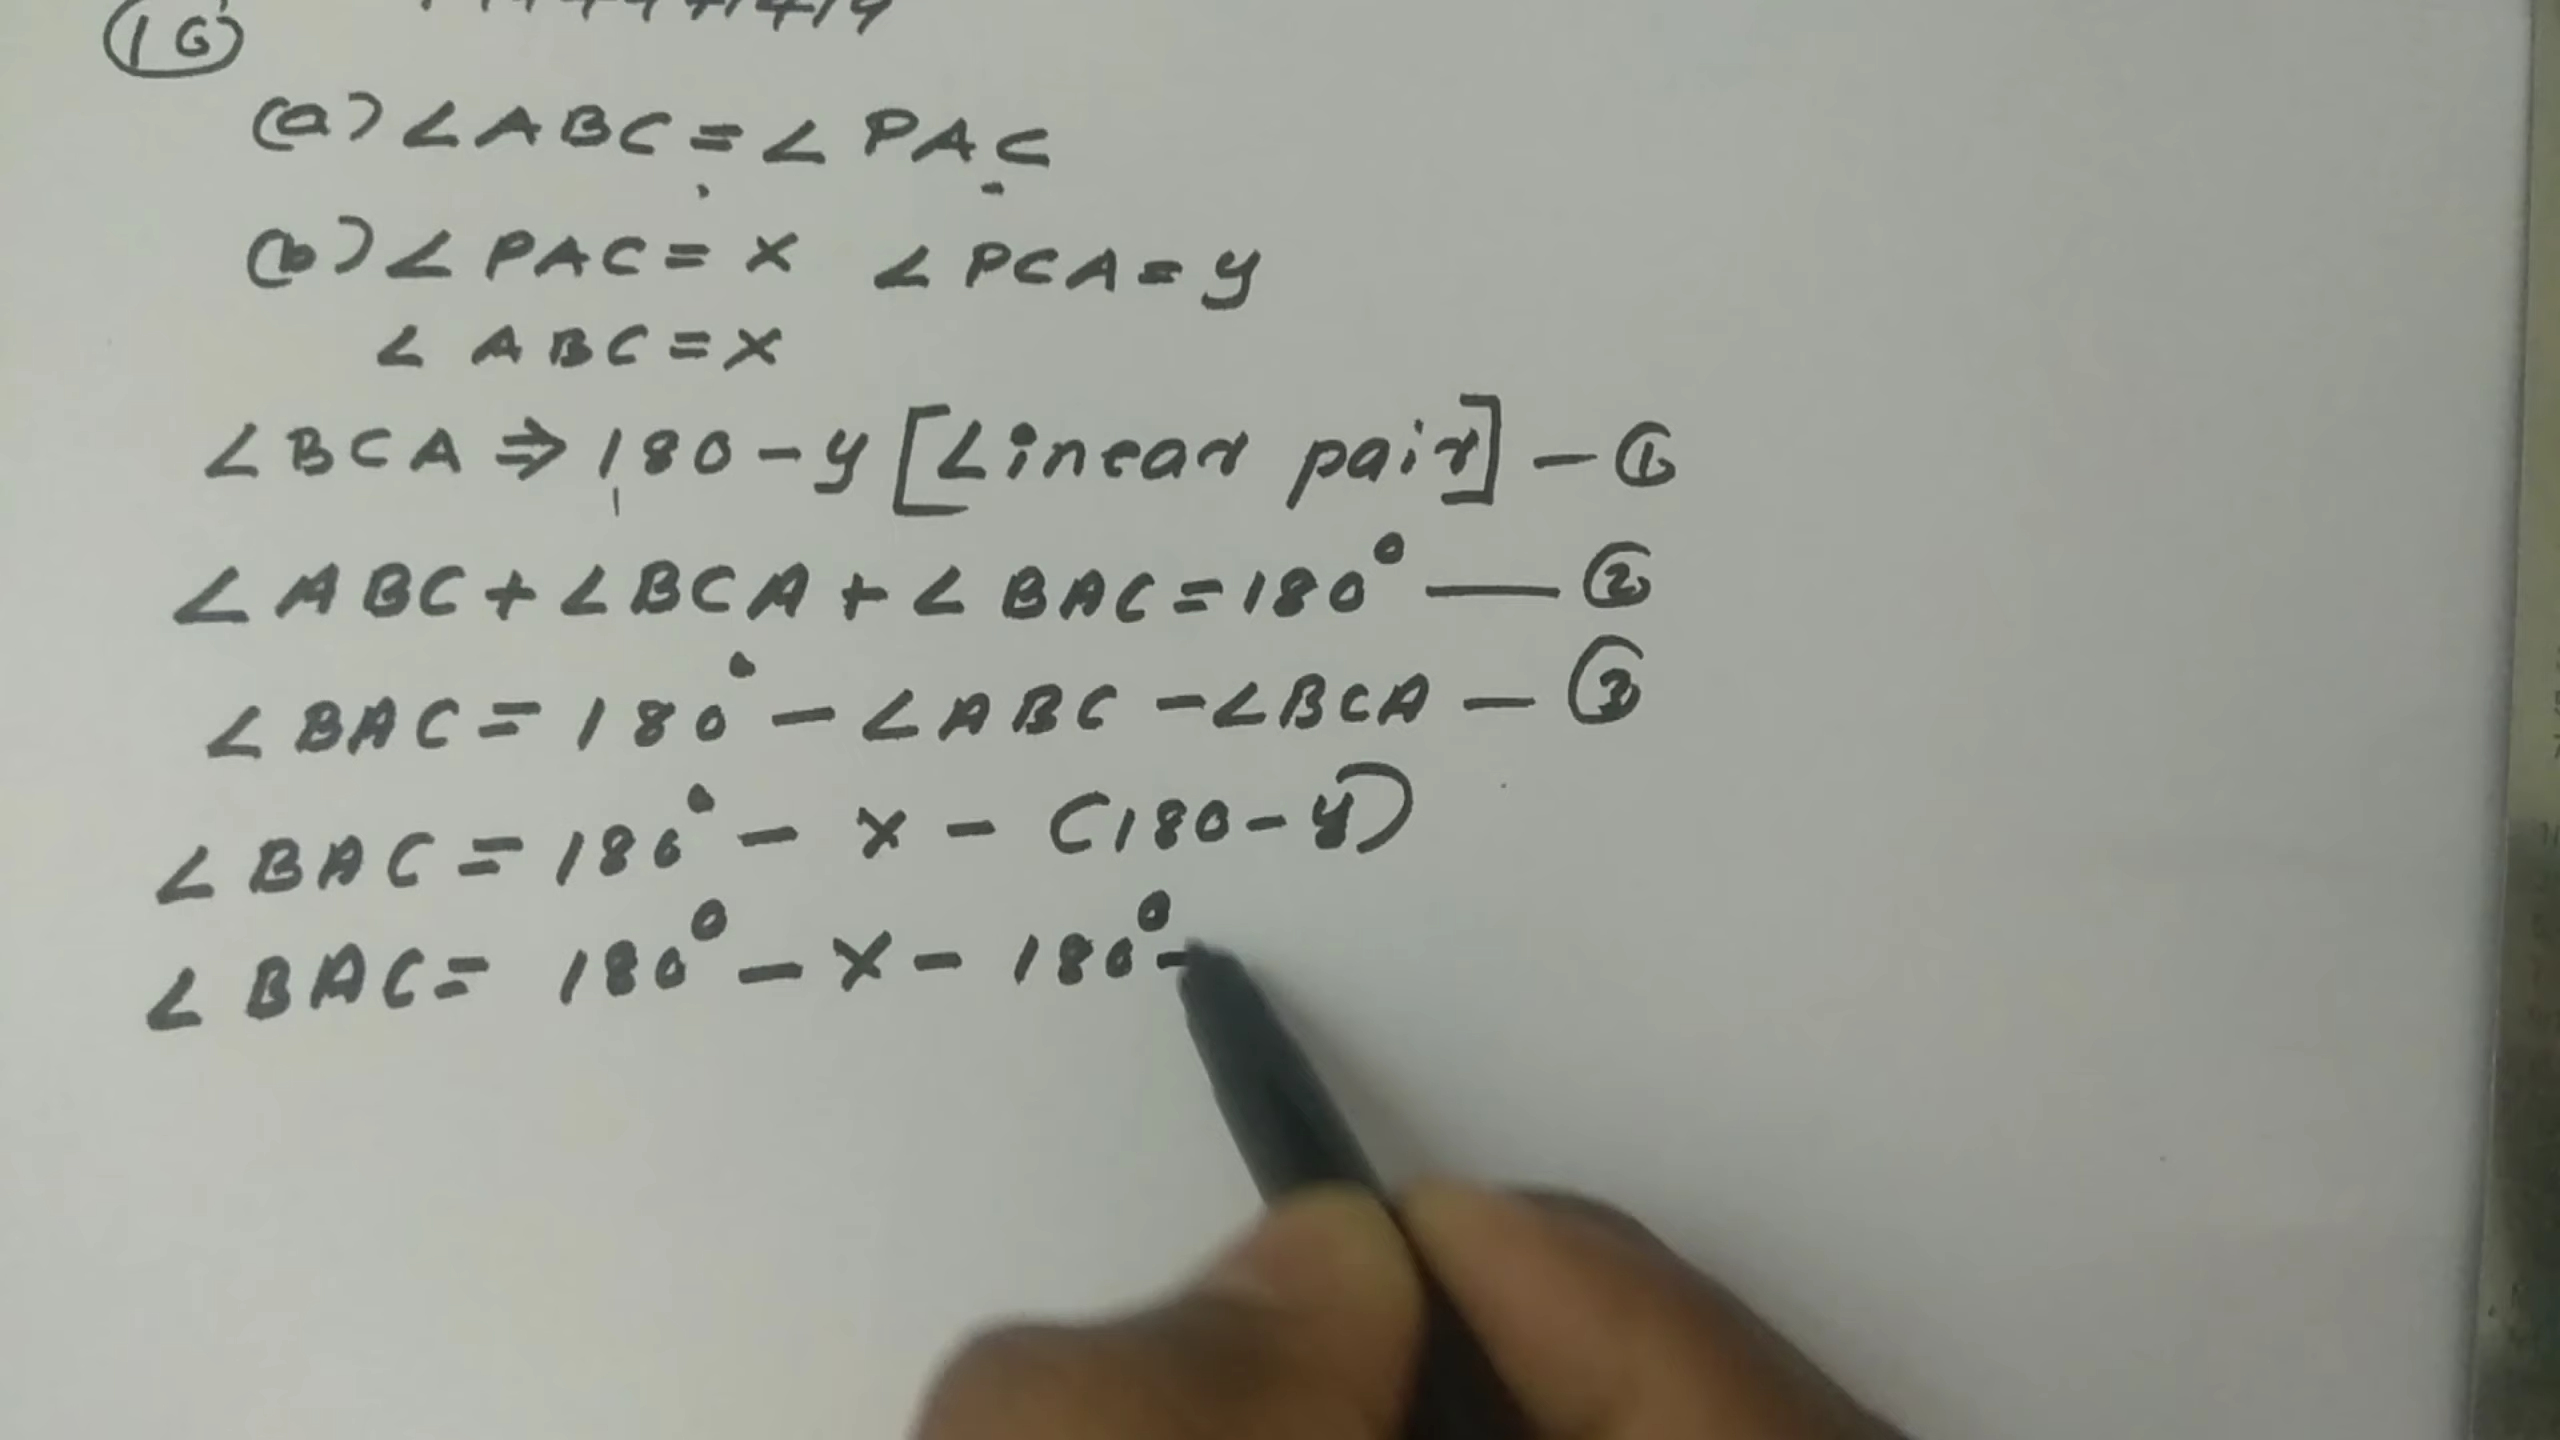 16
(a) ∠ABC = ∠PAC
(b) ∠PAC = x ∠PCA = y
∠ABC = x
∠BCA ⇒ 180 - y [Linear pair] - ①
∠ABC + ∠BCA + ∠BAC = 180° — ②
∠BAC = 180° - ∠ABC - ∠BCA - ③
∠BAC = 180° - x - (180 - y)
∠BAC = 180° - x - 180° -